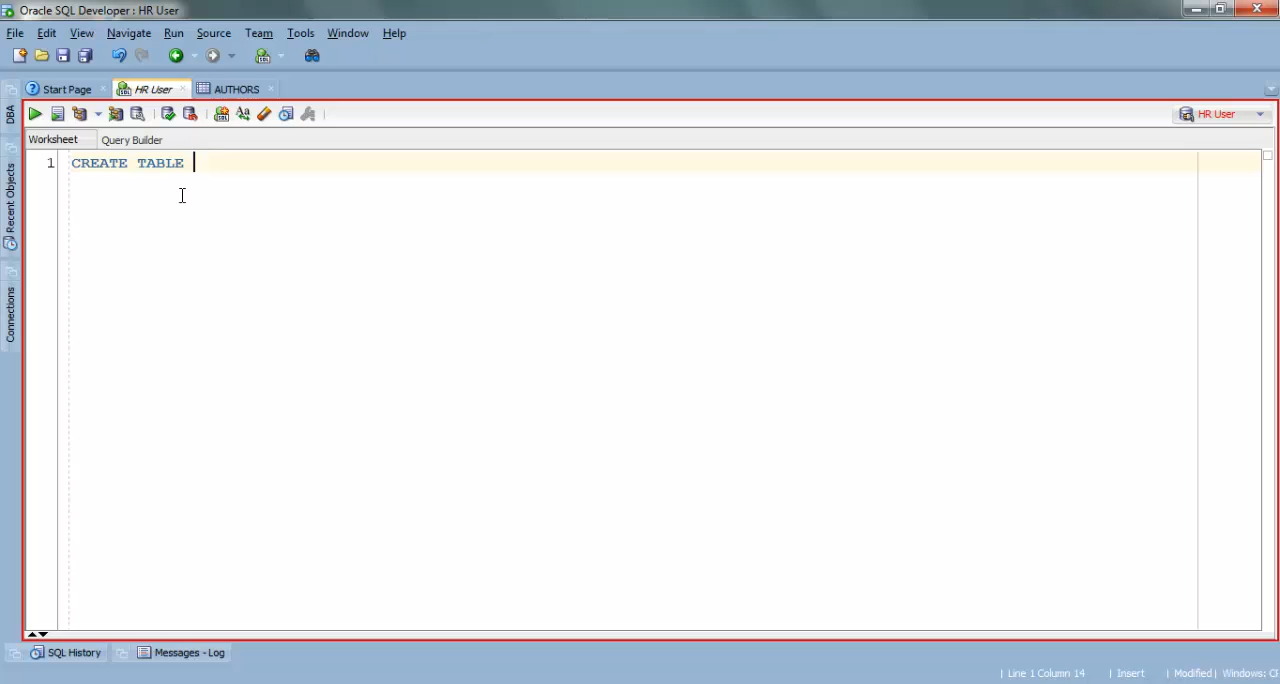 Oracle SQL Developer : HR User
File Edit View Navigate Run Source Team Tools Window Help
Start Page HR User AUTHORS
HR User
Worksheet Query Builder
1 CREATE TABLE
DBA
Recent Objects
Connections
SQL History Messages - Log
| Line 1 Column 14 | Insert | Modified | Windows: C